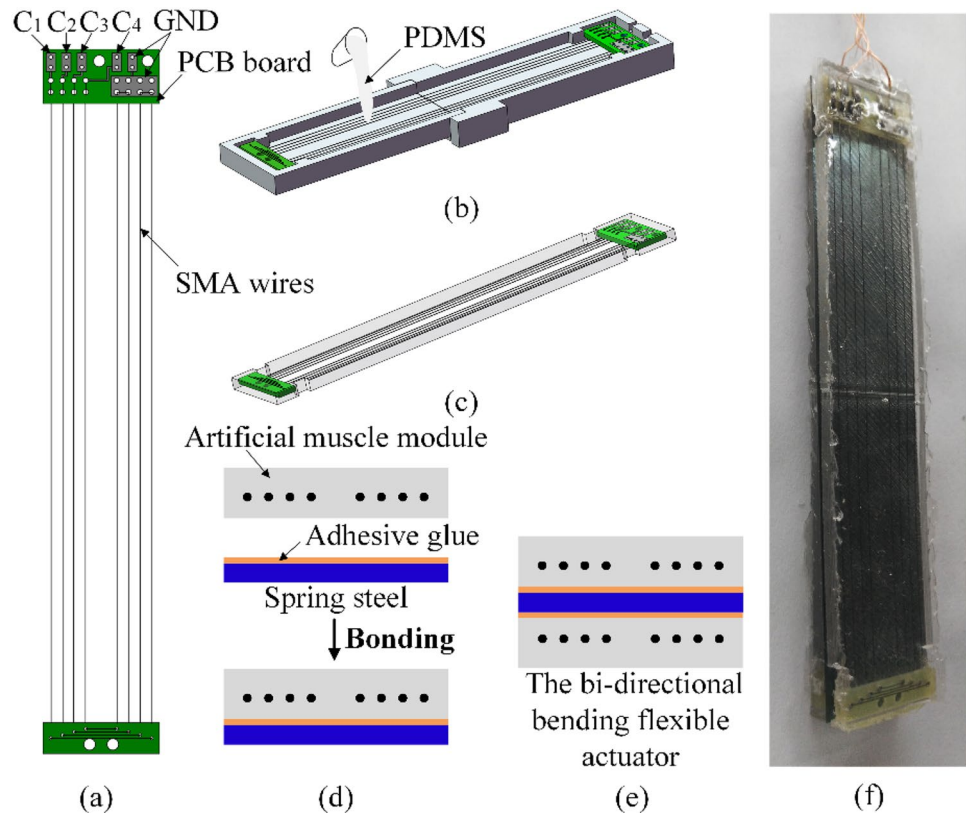 C₁ C₂ C₃ C₄ GND
PCB board
SMA wires
(a)
PDMS
(b)
(c)
Artificial muscle module
Adhesive glue
Spring steel
Bonding
(d)
The bi-directional
bending flexible
actuator
(e)
(f)